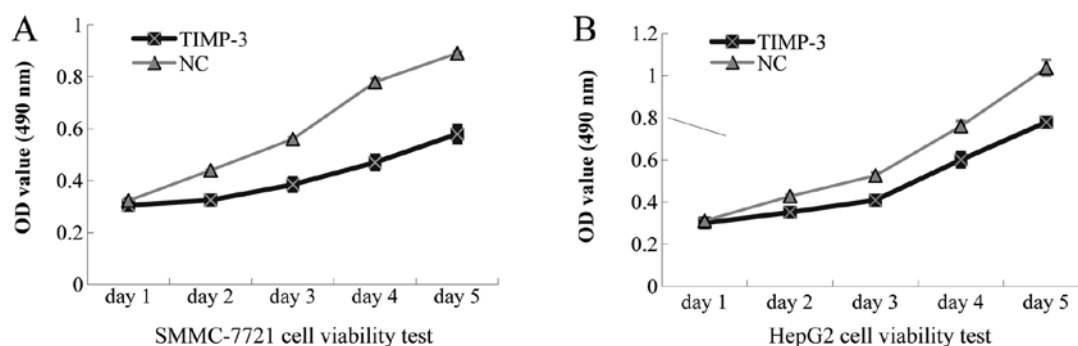 A
OD value (490 nm)
1
0.8
0.6
0.4
0.2
0
TIMP-3
NC
day 1 day 2 day 3 day 4 day 5
SMMC-7721 cell viability test
B
OD value (490 nm)
1.2
1
0.8
0.6
0.4
0.2
0
TIMP-3
NC
day 1 day 2 day 3 day 4 day 5
HepG2 cell viability test